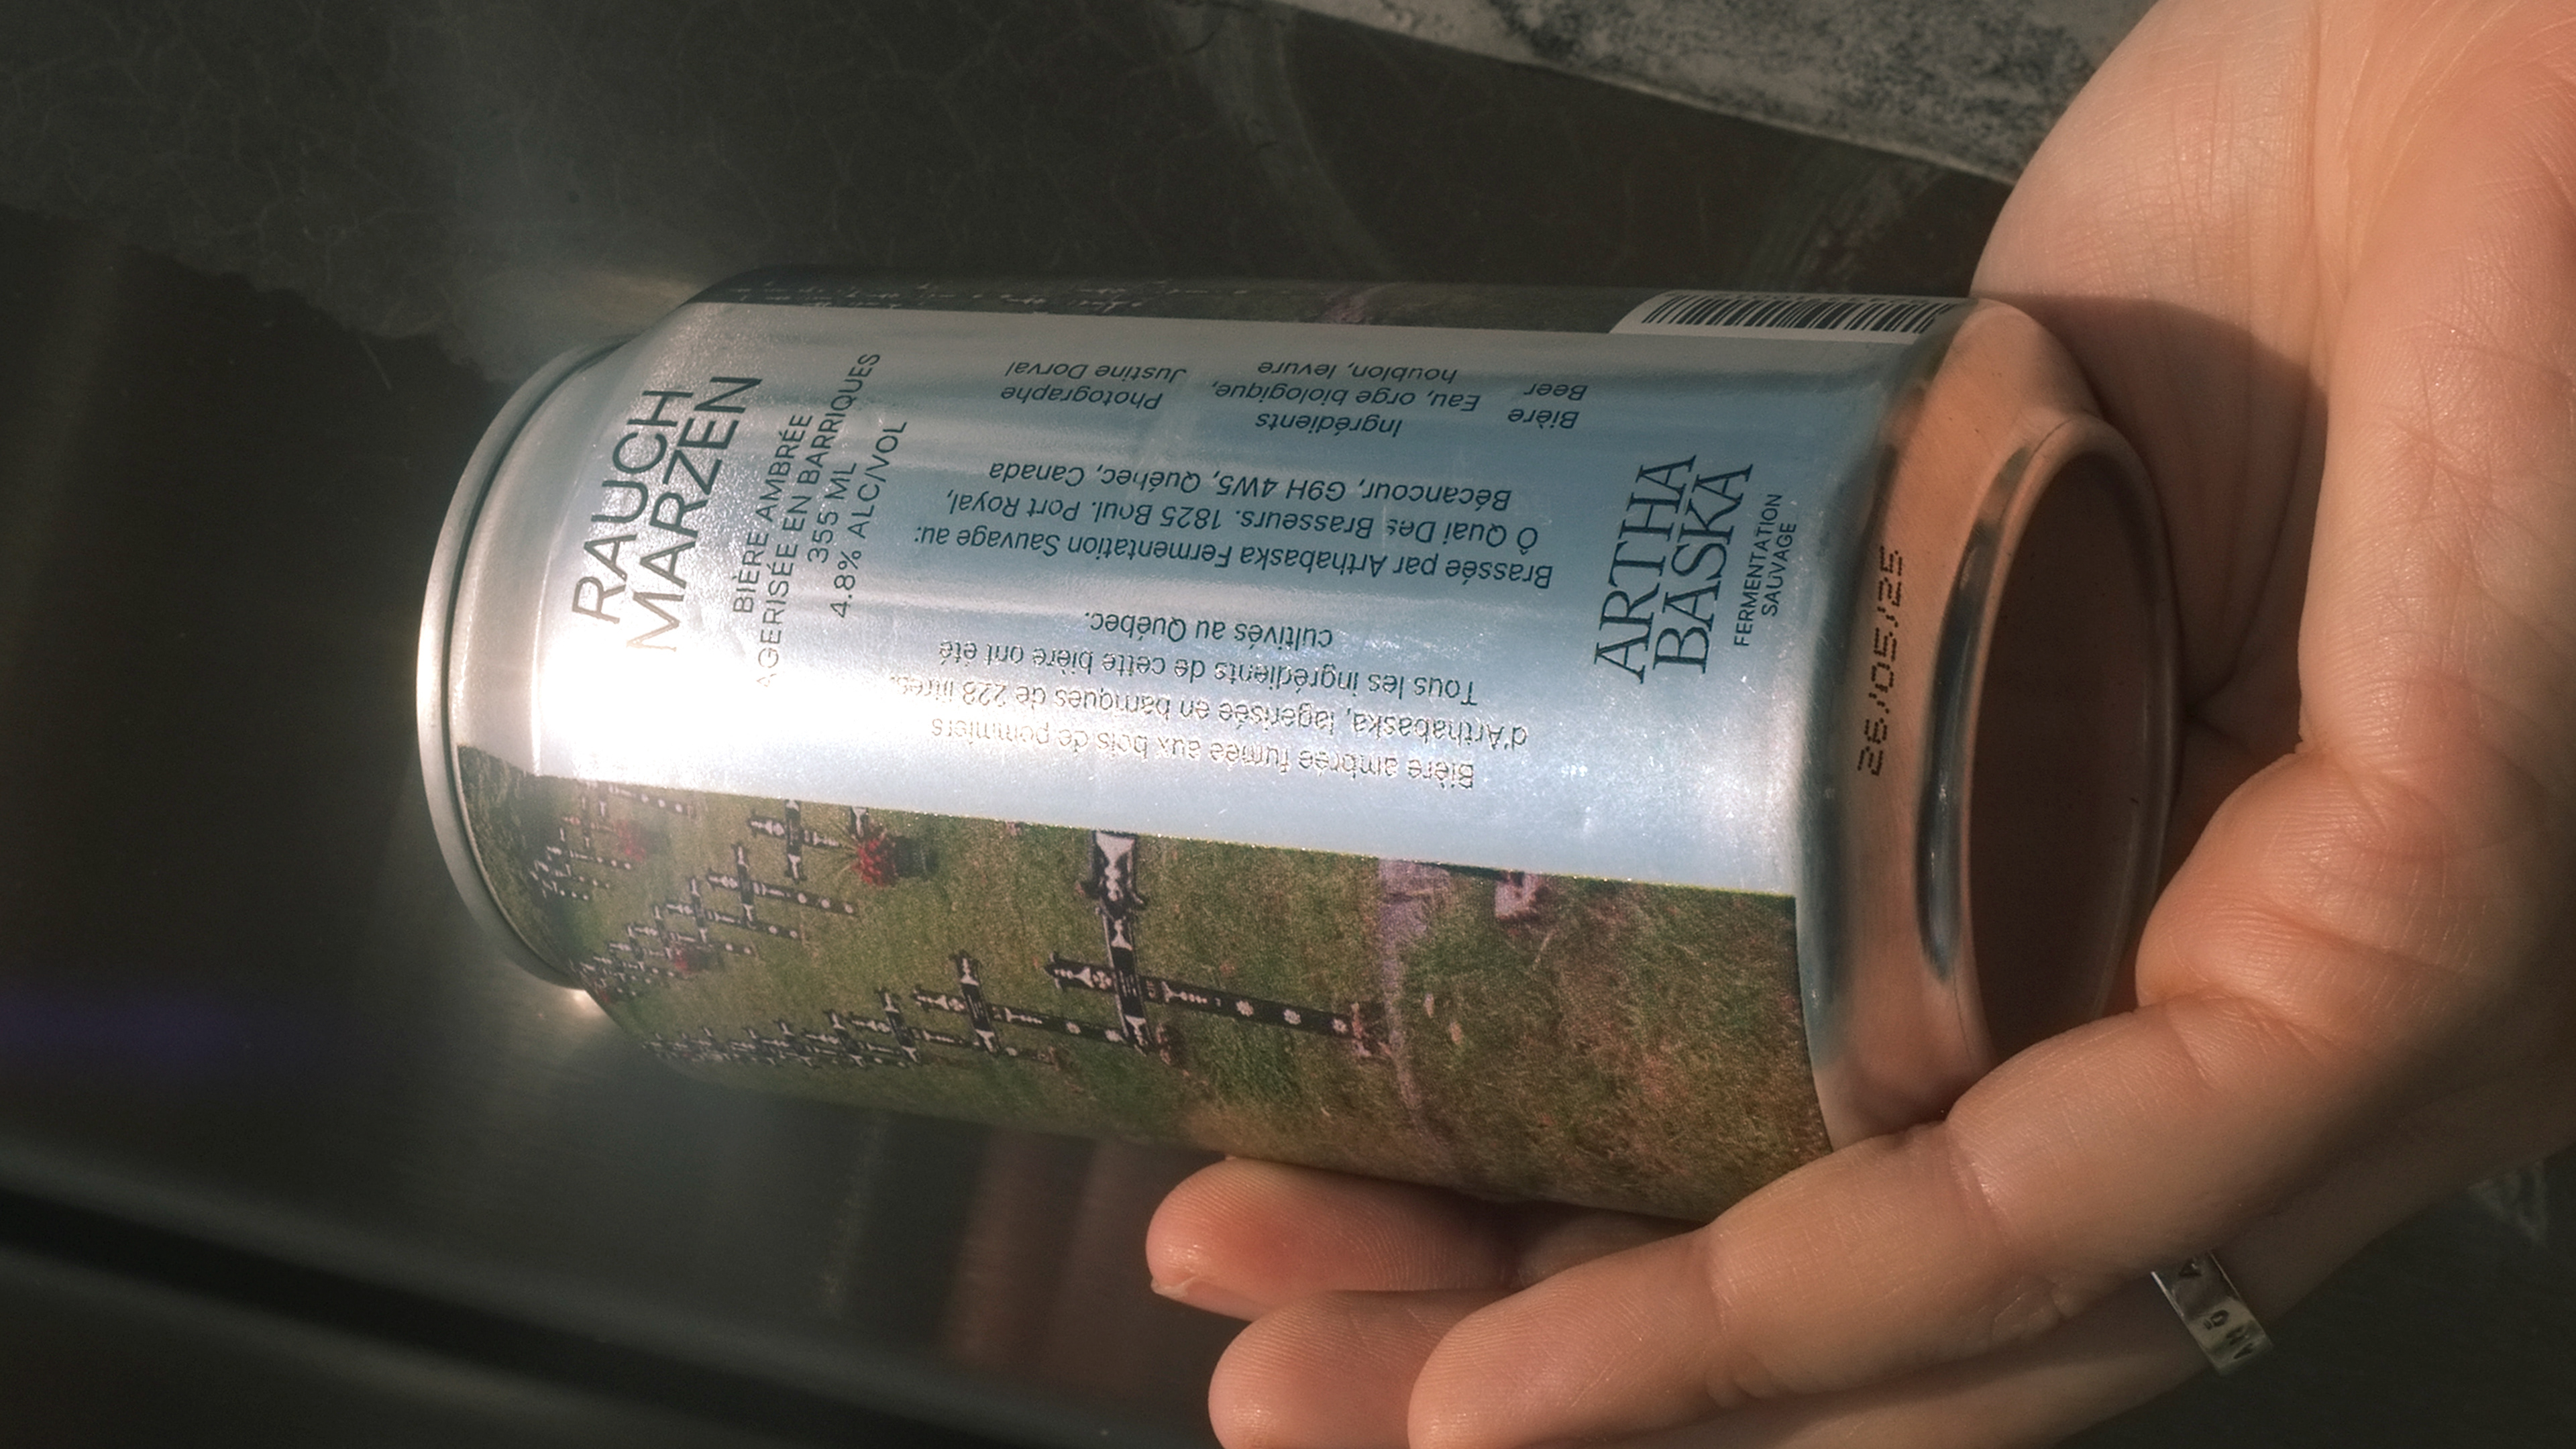 RAUCH
MARZEN
BIÈRE AMBRÉE
LAGERISÉE EN BARRIQUES
355 ML
4.8% ALC/VOL
Bière ambrée fumée aux bois de pommiers
d'Arthabaska, lagerisée en barriques de 228 litres.
Tous les ingrédients de cette bière ont été
cultivés au Québec.
Brassée par Arthabaska Fermentation Sauvage au:
Ô Quai Des Brasseurs. 1825 Boul. Port Royal,
Bécancour, G9H 4W5, Québec, Canada
Bière
Beer
Ingrédients
Eau, orge biologique,
houblon, levure
Photographe
Justine Dorval
ARTHA
BASKA
FERMENTATION
SAUVAGE
26/05/25